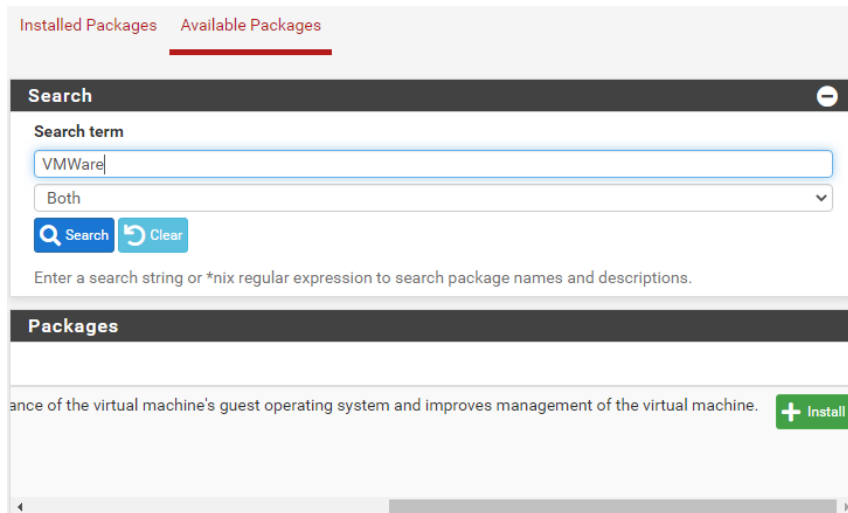 Installed Packages Available Packages
Search
Search term
VMWare
Both
Search Clear
Enter a search string or *nix regular expression to search package names and descriptions.
Packages
ance of the virtual machine's guest operating system and improves management of the virtual machine. Install